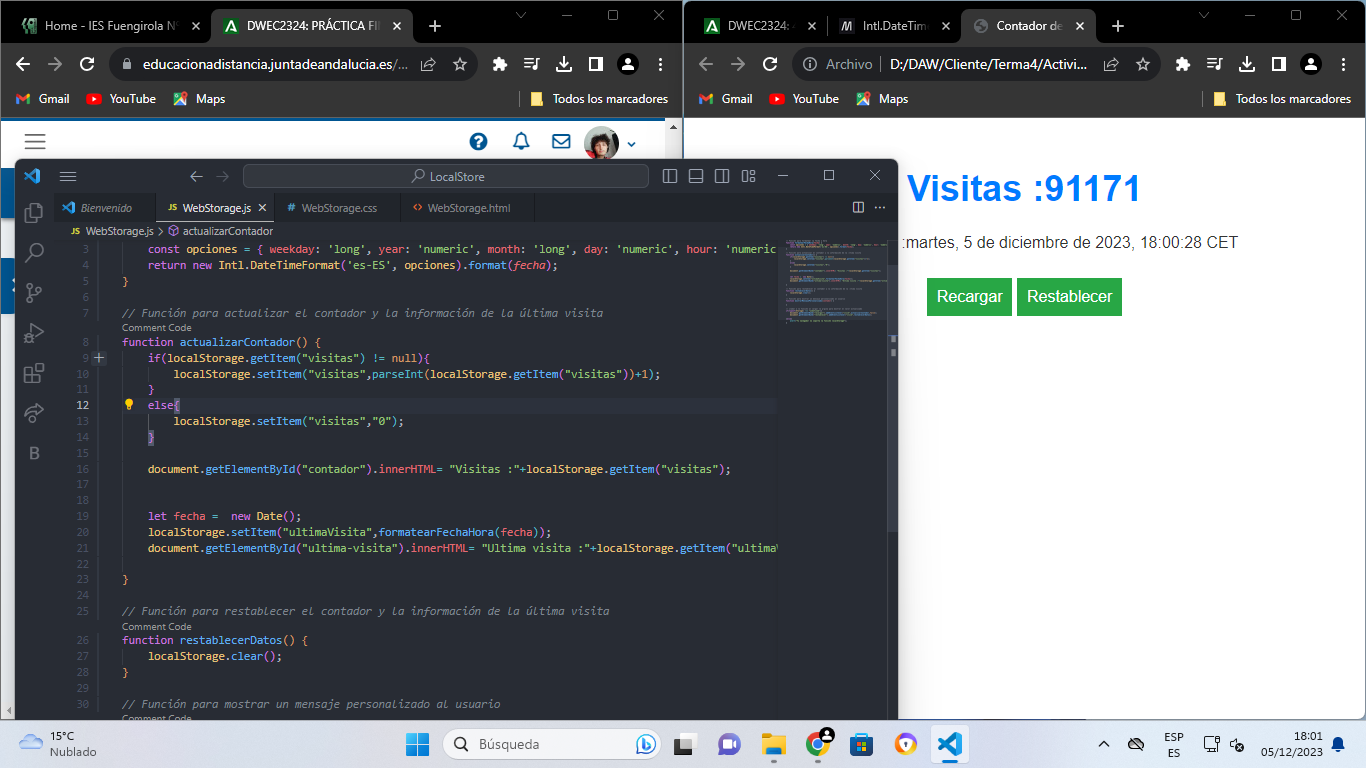 Home - IES Fuengirola Nº
DWEC2324: PRÁCTICA FI
educacionadistancia.juntadeandalucia.es/...
Gmail
YouTube
Maps
Todos los marcadores
DWEC2324:
Intl.DateTime
Contador de
Archivo
D:/DAW/Cliente/Terma4/Activi...
Gmail
YouTube
Maps
Todos los marcadores
Visitas :91171
:martes, 5 de diciembre de 2023, 18:00:28 CET
Recargar
Restablecer
LocalStore
Bienvenido
JS WebStorage.js
# WebStorage.css
<> WebStorage.html
...
JS WebStorage.js > actualizarContador
3 const opciones = { weekday: 'long', year: 'numeric', month: 'long', day: 'numeric', hour: 'numeric
4 return new Intl.DateTimeFormat('es-ES', opciones).format(fecha);
5 }
6
7 // Función para actualizar el contador y la información de la última visita
Comment Code
8 function actualizarContador() {
9 if(localStorage.getItem("visitas") != null){
10 localStorage.setItem("visitas",parseInt(localStorage.getItem("visitas"))+1);
11 }
12 else{
13 localStorage.setItem("visitas","0");
14 }
15
16 document.getElementById("contador").innerHTML= "Visitas :"+localStorage.getItem("visitas");
17
18
19 let fecha =  new Date();
20 localStorage.setItem("ultimaVisita",formatearFechaHora(fecha));
21 document.getElementById("ultima-visita").innerHTML= "Ultima visita :"+localStorage.getItem("ultimaV
22
23 }
24
25 // Función para restablecer el contador y la información de la última visita
Comment Code
26 function restablecerDatos() {
27 localStorage.clear();
28 }
29
30 // Función para mostrar un mensaje personalizado al usuario
Comment Code
B
15°C
Nublado
Búsqueda
ESP
ES
18:01
05/12/2023